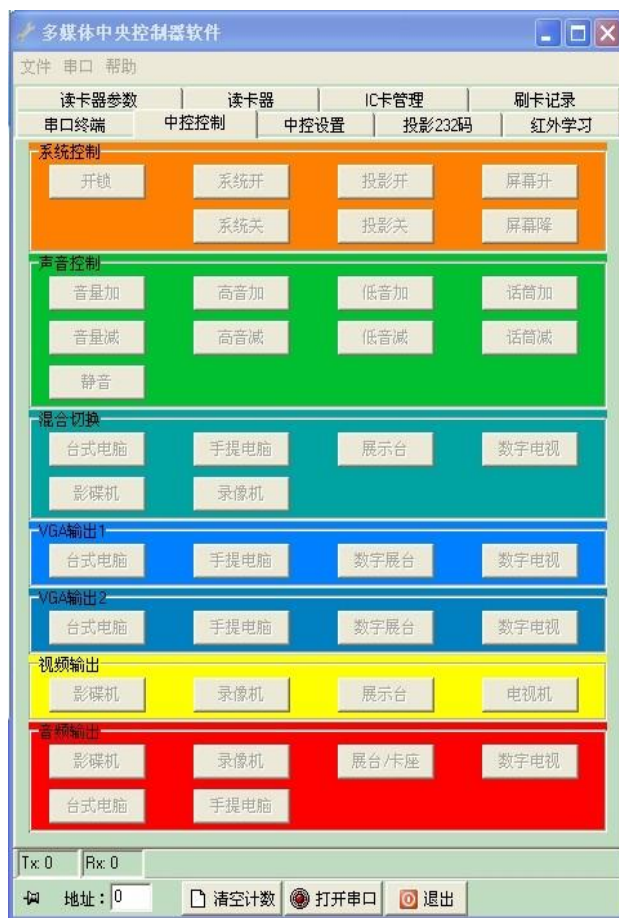 多媒体中央控制器软件
文件 串口 帮助
读卡器参数 读卡器 IC卡管理 刷卡记录
串口终端 中控控制 中控设置 投影232码 红外学习
系统控制
开锁 系统开 投影开 屏幕升
系统关 投影关 屏幕降
声音控制
音量加 高音加 低音加 话筒加
音量减 高音减 低音减 话筒减
静音
混合切换
台式电脑 手提电脑 展示台 数字电视
影碟机 录像机
VGA输出1
台式电脑 手提电脑 数字展台 数字电视
VGA输出2
台式电脑 手提电脑 数字展台 数字电视
视频输出
影碟机 录像机 展示台 电视机
音频输出
影碟机 录像机 展台/卡座 数字电视
台式电脑 手提电脑
Tx: 0 Rx: 0
地址：0 清空计数 打开串口 退出